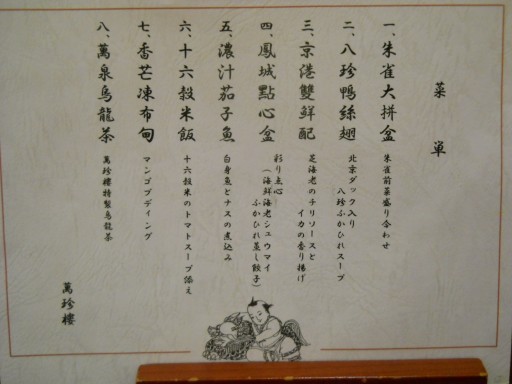 菜単
一、朱雀大拼盆
朱雀前菜盛り合わせ
二、八珍鴨絲翅
北京ダック入り
八珍ふかひれスープ
三、京港雙鮮配
芝海老のチリソースと
イカの香り揚げ
四、鳳城點心盆
彩り点心
(海鮮海老シュウマイ
ふかひれ蒸し餃子)
五、濃汁茄子魚
白身魚とナスの煮込み
六、十六穀米飯
十六穀米のトマトスープ添え
七、香芒凍布甸
マンゴプディング
八、萬泉烏龍茶
萬珍樓特製烏龍茶
萬珍樓